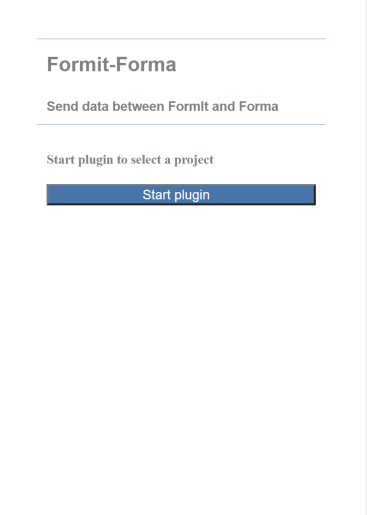 Formit-Forma
Send data between FormIt and Forma
Start plugin to select a project
Start plugin